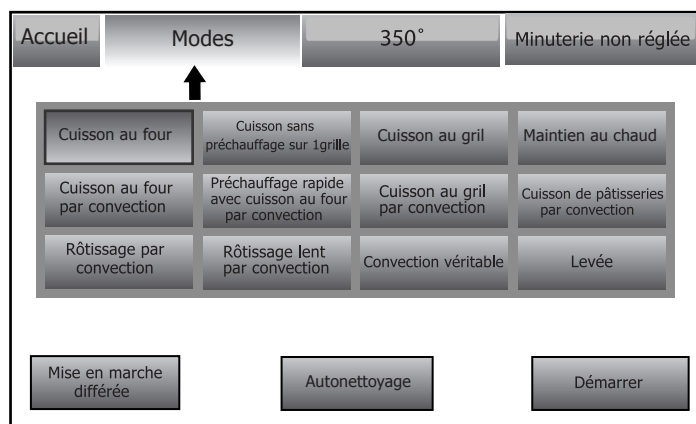 Accueil
Modes
350°
Minuterie non réglée
Cuisson au four
Cuisson sans
préchauffage sur 1grille
Cuisson au gril
Maintien au chaud
Cuisson au four
par convection
Préchauffage rapide
avec cuisson au four
par convection
Cuisson au gril
par convection
Cuisson de pâtisseries
par convection
Rôtissage par
convection
Rôtissage lent
par convection
Convection véritable
Levée
Mise en marche
différée
Autonettoyage
Démarrer